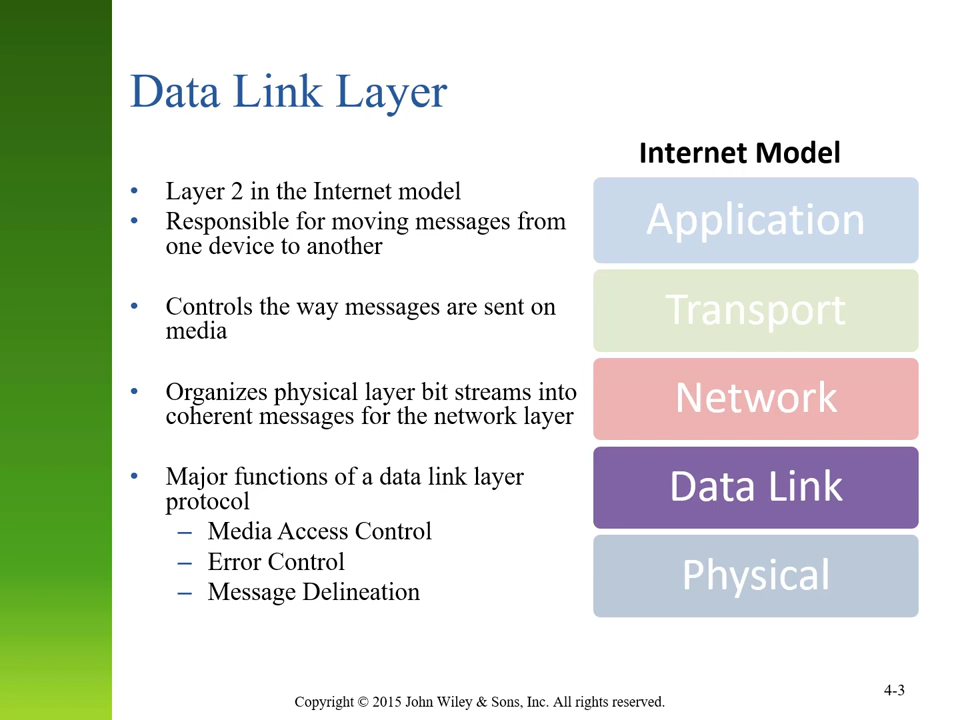 Data Link Layer
Internet Model
• Layer 2 in the Internet model
• Responsible for moving messages from
one device to another
• Controls the way messages are sent on
media
• Organizes physical layer bit streams into
coherent messages for the network layer
• Major functions of a data link layer
protocol
– Media Access Control
– Error Control
– Message Delineation
Application
Transport
Network
Data Link
Physical
Copyright © 2015 John Wiley & Sons, Inc. All rights reserved.
4-3